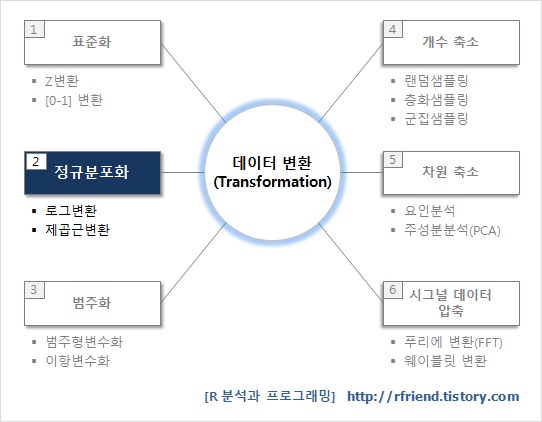 1
표준화
▪ Z변환
▪ [0-1] 변환
2
정규분포화
▪ 로그변환
▪ 제곱근변환
3
범주화
▪ 범주형변수화
▪ 이항변수화
데이터 변환
(Transformation)
4
개수 축소
▪ 랜덤샘플링
▪ 층화샘플링
▪ 군집샘플링
5
차원 축소
▪ 요인분석
▪ 주성분분석(PCA)
6
시그널 데이터
압축
▪ 푸리에 변환(FFT)
▪ 웨이블릿 변환
[R 분석과 프로그래밍] http://rfriend.tistory.com